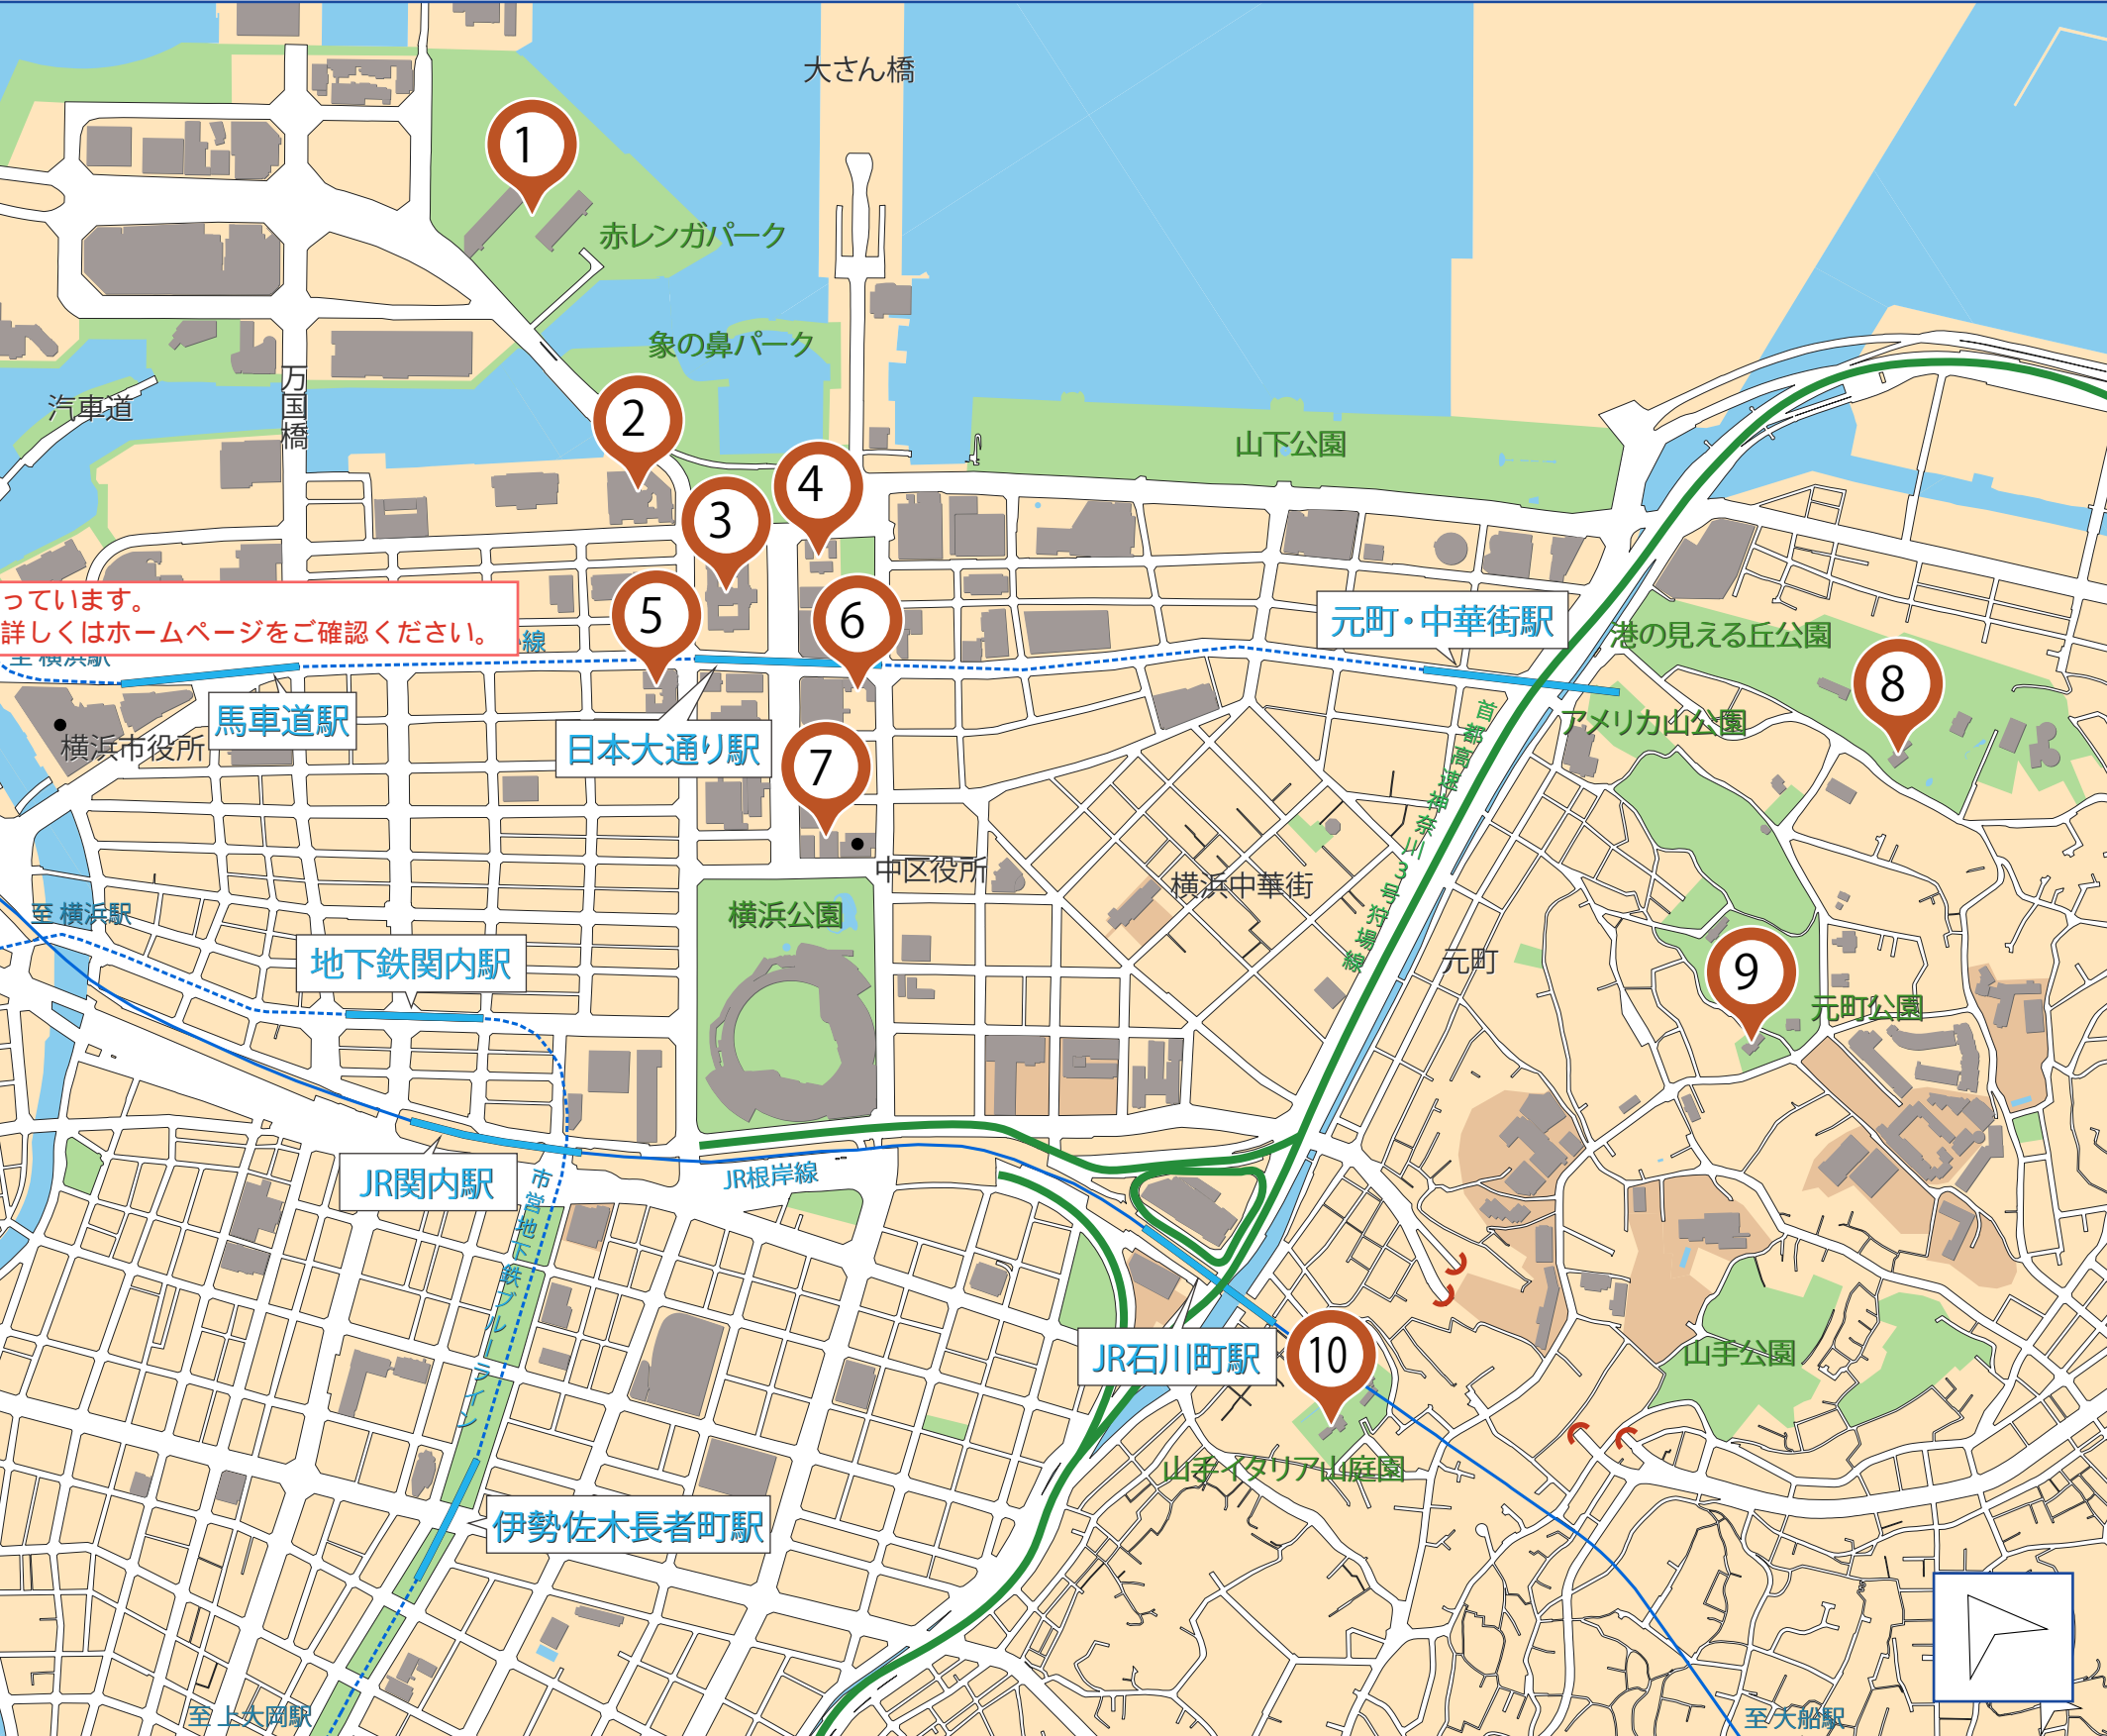 大さん橋
1
赤レンガパーク
象の鼻パーク
万国橋
汽車道
2
山下公園
4
3
っています。
詳しくはホームページをご確認ください。
線
5
6
元町・中華街駅
港の見える丘公園
至 横浜駅
8
馬車道駅
アメリカ山公園
横浜市役所
日本大通り駅
7
首都高速神奈川3号狩場線
中区役所
横浜中華街
至 横浜駅
横浜公園
地下鉄関内駅
元町
9
元町公園
JR関内駅
JR根岸線
市営地下鉄ブルーライン
JR石川町駅
10
山手公園
山手イタリア山庭園
伊勢佐木長者町駅
至 上大岡駅
至 大船駅